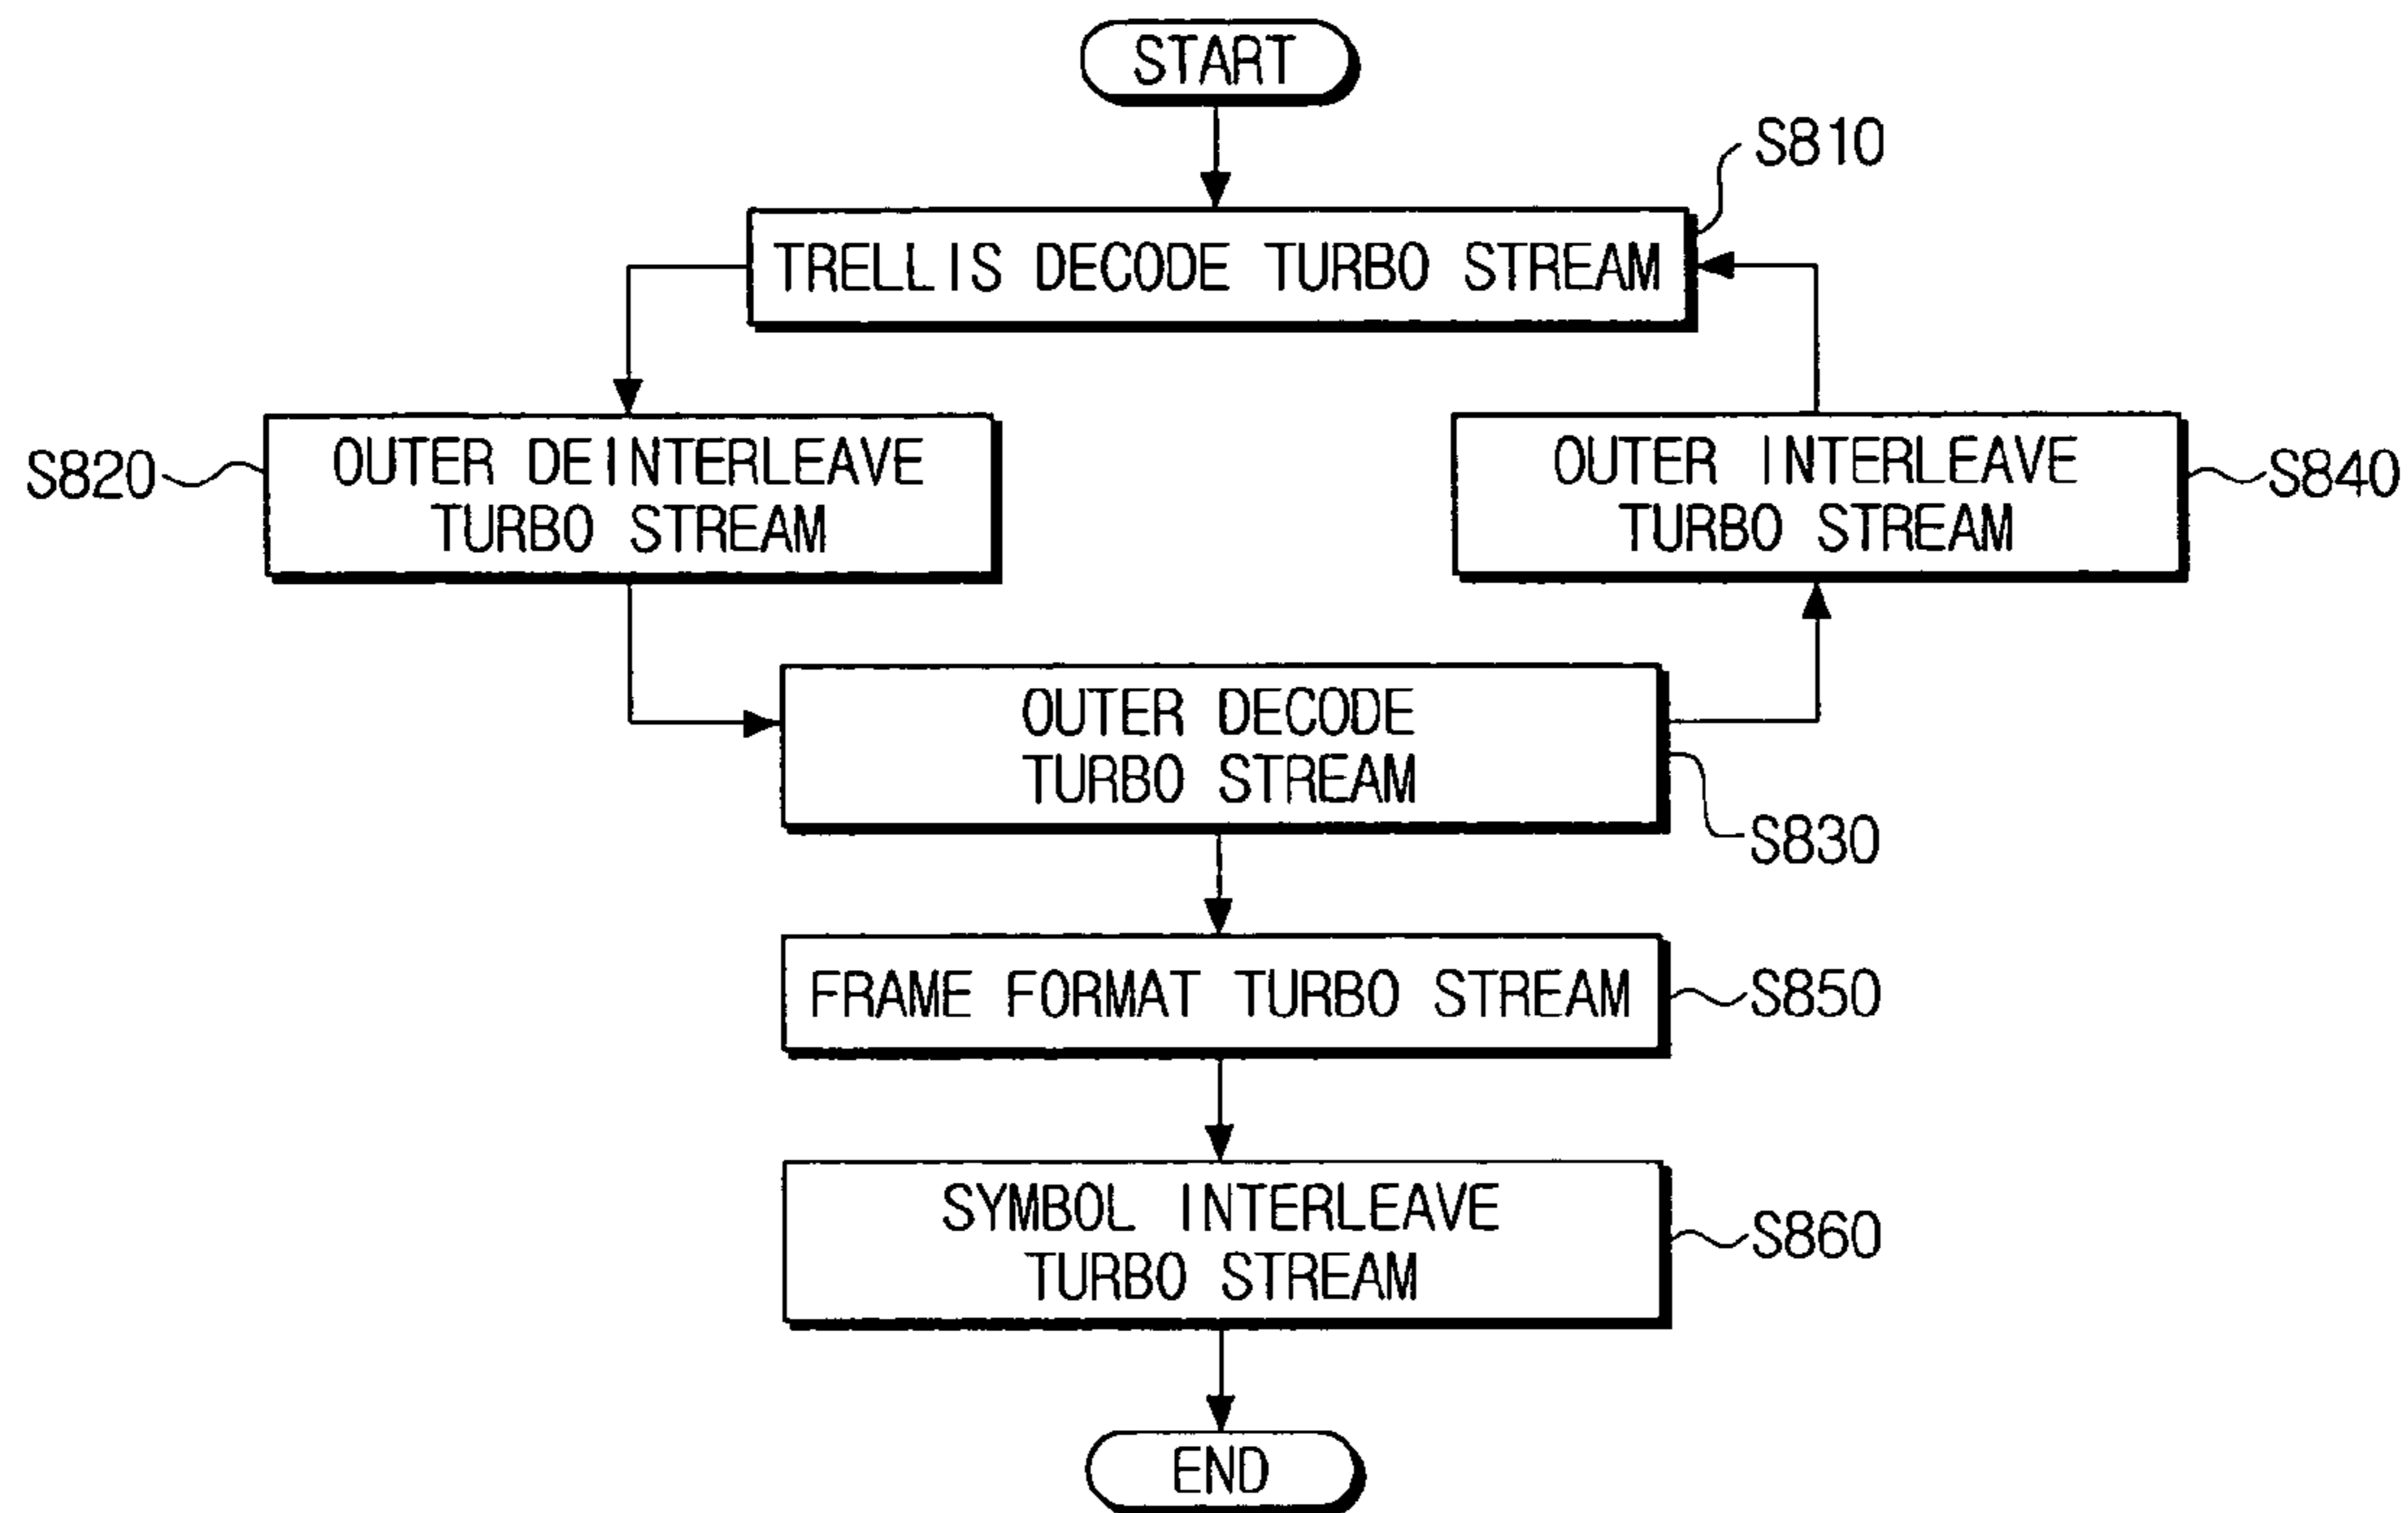 START
S810
TRELLIS DECODE TURBO STREAM
S820
OUTER DEINTERLEAVE
TURBO STREAM
OUTER INTERLEAVE
TURBO STREAM
S840
OUTER DECODE
TURBO STREAM
S830
FRAME FORMAT TURBO STREAM
S850
SYMBOL INTERLEAVE
TURBO STREAM
S860
END